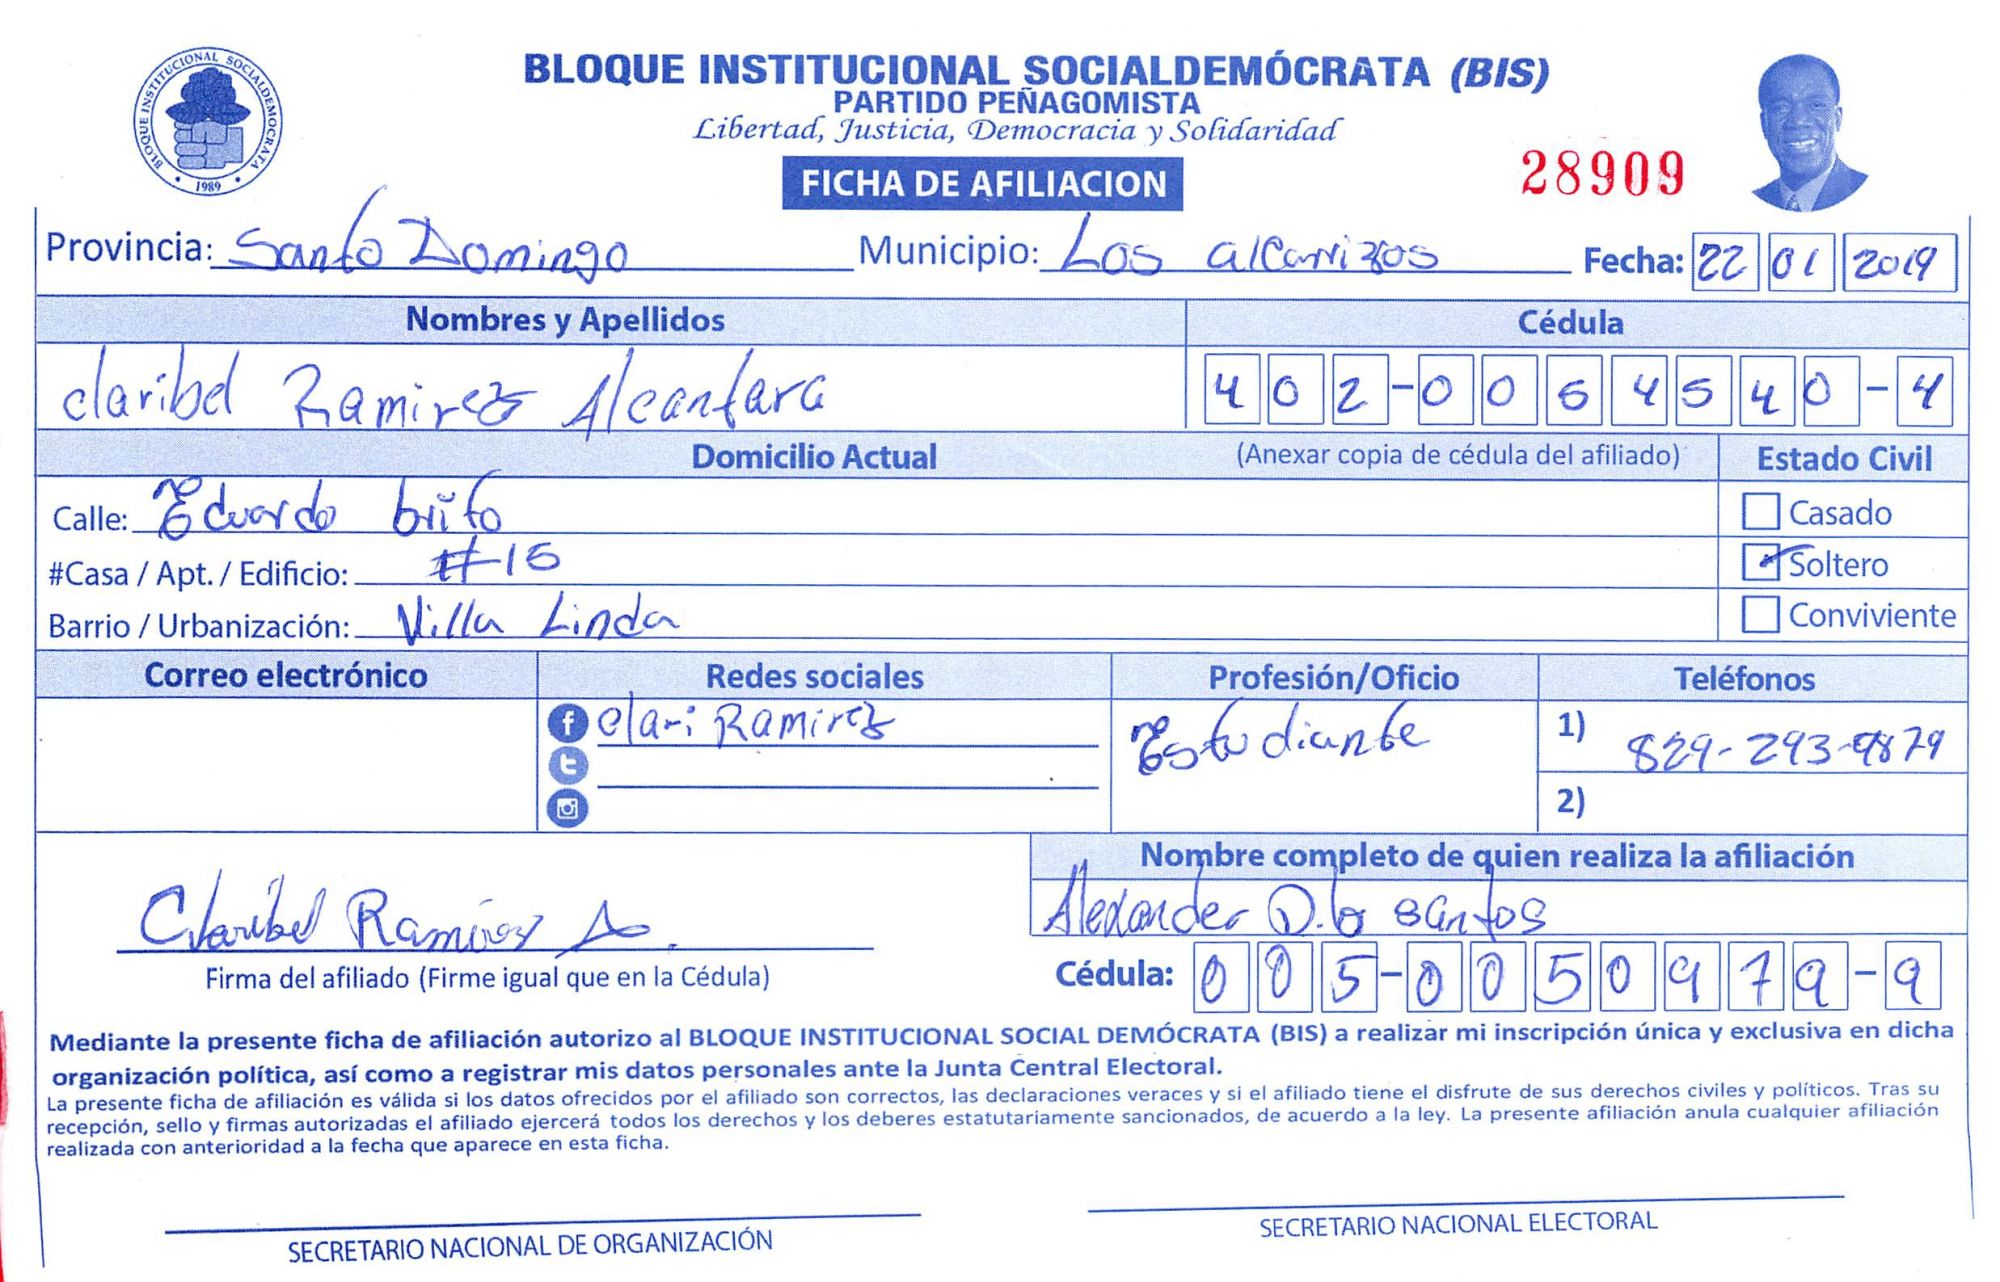 BLOQUE INSTITUCIONAL SOCIALDEMOCRATA
1989
BLOQUE INSTITUCIONAL SOCIALDEMÓCRATA (BIS)
PARTIDO PEÑAGOMISTA
Libertad, Justicia, Democracia y Solidaridad
FICHA DE AFILIACION
28909
Provincia: Santo Domingo Municipio: Los alcarrizos Fecha: 22 01 2019
Nombres y Apellidos Cédula
claribel Ramirez Alcantara 402-0064540-4
Domicilio Actual (Anexar copia de cédula del afiliado) Estado Civil
Calle: Eduardo brito Casado
#Casa / Apt. / Edificio: #15 Soltero
Barrio / Urbanización: Villa Linda Conviviente
Correo electrónico Redes sociales Profesión/Oficio Teléfonos
clari Ramirez Estudiante 1) 829-293-9879
2)
Nombre completo de quien realiza la afiliación
Alexander D. lo santos
Claribel Ramirez A.
Firma del afiliado (Firme igual que en la Cédula) Cédula: 005-0050979-9
Mediante la presente ficha de afiliación autorizo al BLOQUE INSTITUCIONAL SOCIAL DEMÓCRATA (BIS) a realizar mi inscripción única y exclusiva en dicha
organización política, así como a registrar mis datos personales ante la Junta Central Electoral.
La presente ficha de afiliación es válida si los datos ofrecidos por el afiliado son correctos, las declaraciones veraces y si el afiliado tiene el disfrute de sus derechos civiles y políticos. Tras su
recepción, sello y firmas autorizadas el afiliado ejercerá todos los derechos y los deberes estatutariamente sancionados, de acuerdo a la ley. La presente afiliación anula cualquier afiliación
realizada con anterioridad a la fecha que aparece en esta ficha.
SECRETARIO NACIONAL DE ORGANIZACIÓN SECRETARIO NACIONAL ELECTORAL